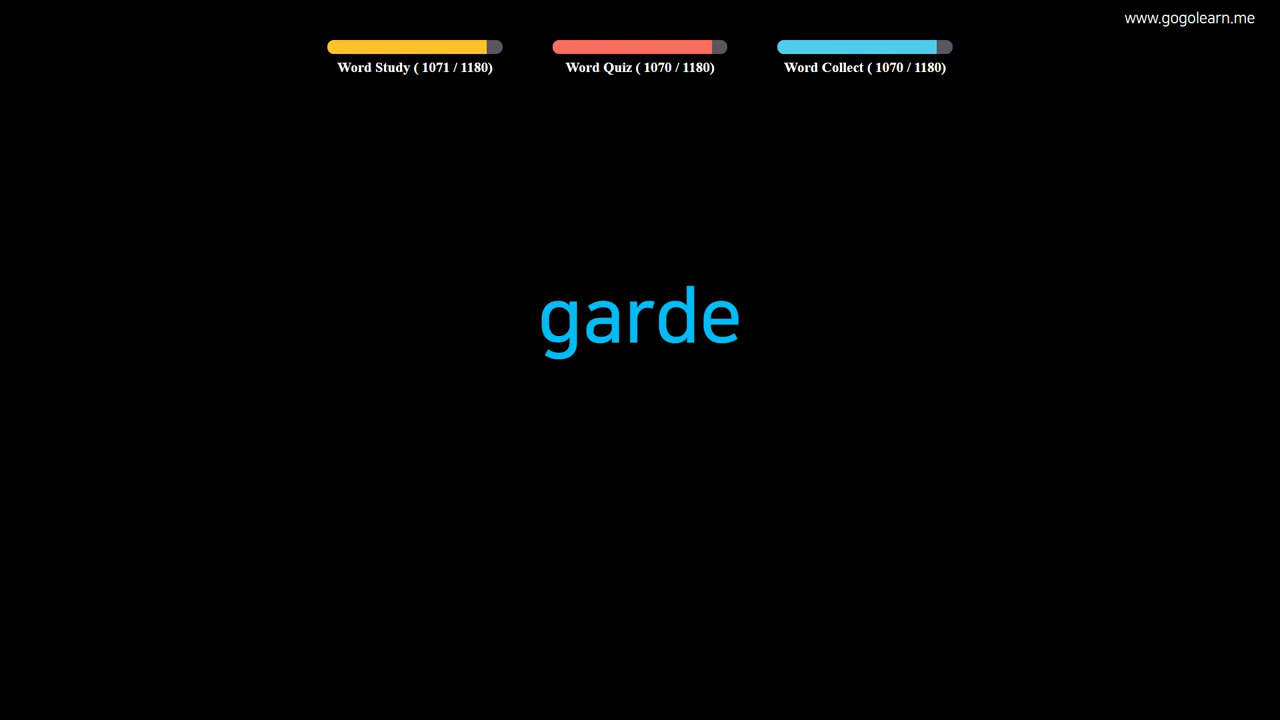 www.gogolearn.me
Word Study ( 1071 / 1180)
Word Quiz ( 1070 / 1180)
Word Collect ( 1070 / 1180)
garde